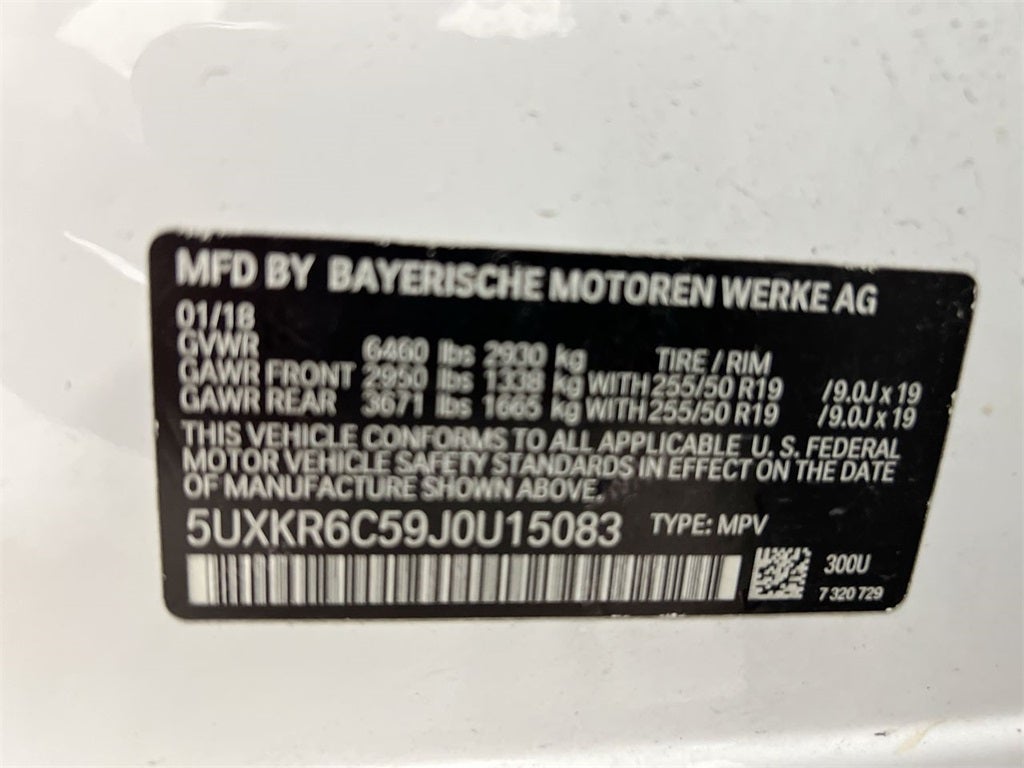 MFD BY BAYERISCHE MOTOREN WERKE AG
01/18
GVWR 6460 lbs 2930 kg TIRE / RIM
GAWR FRONT 2950 lbs 1338 kg WITH 255/50 R19 /9.0J x 19
GAWR REAR 3671 lbs 1665 kg WITH 255/50 R19 /9.0J x 19
THIS VEHICLE CONFORMS TO ALL APPLICABLE U. S. FEDERAL
MOTOR VEHICLE SAFETY STANDARDS IN EFFECT ON THE DATE
OF MANUFACTURE SHOWN ABOVE.
5UXKR6C59J0U15083 TYPE: MPV
300U
7 320 729